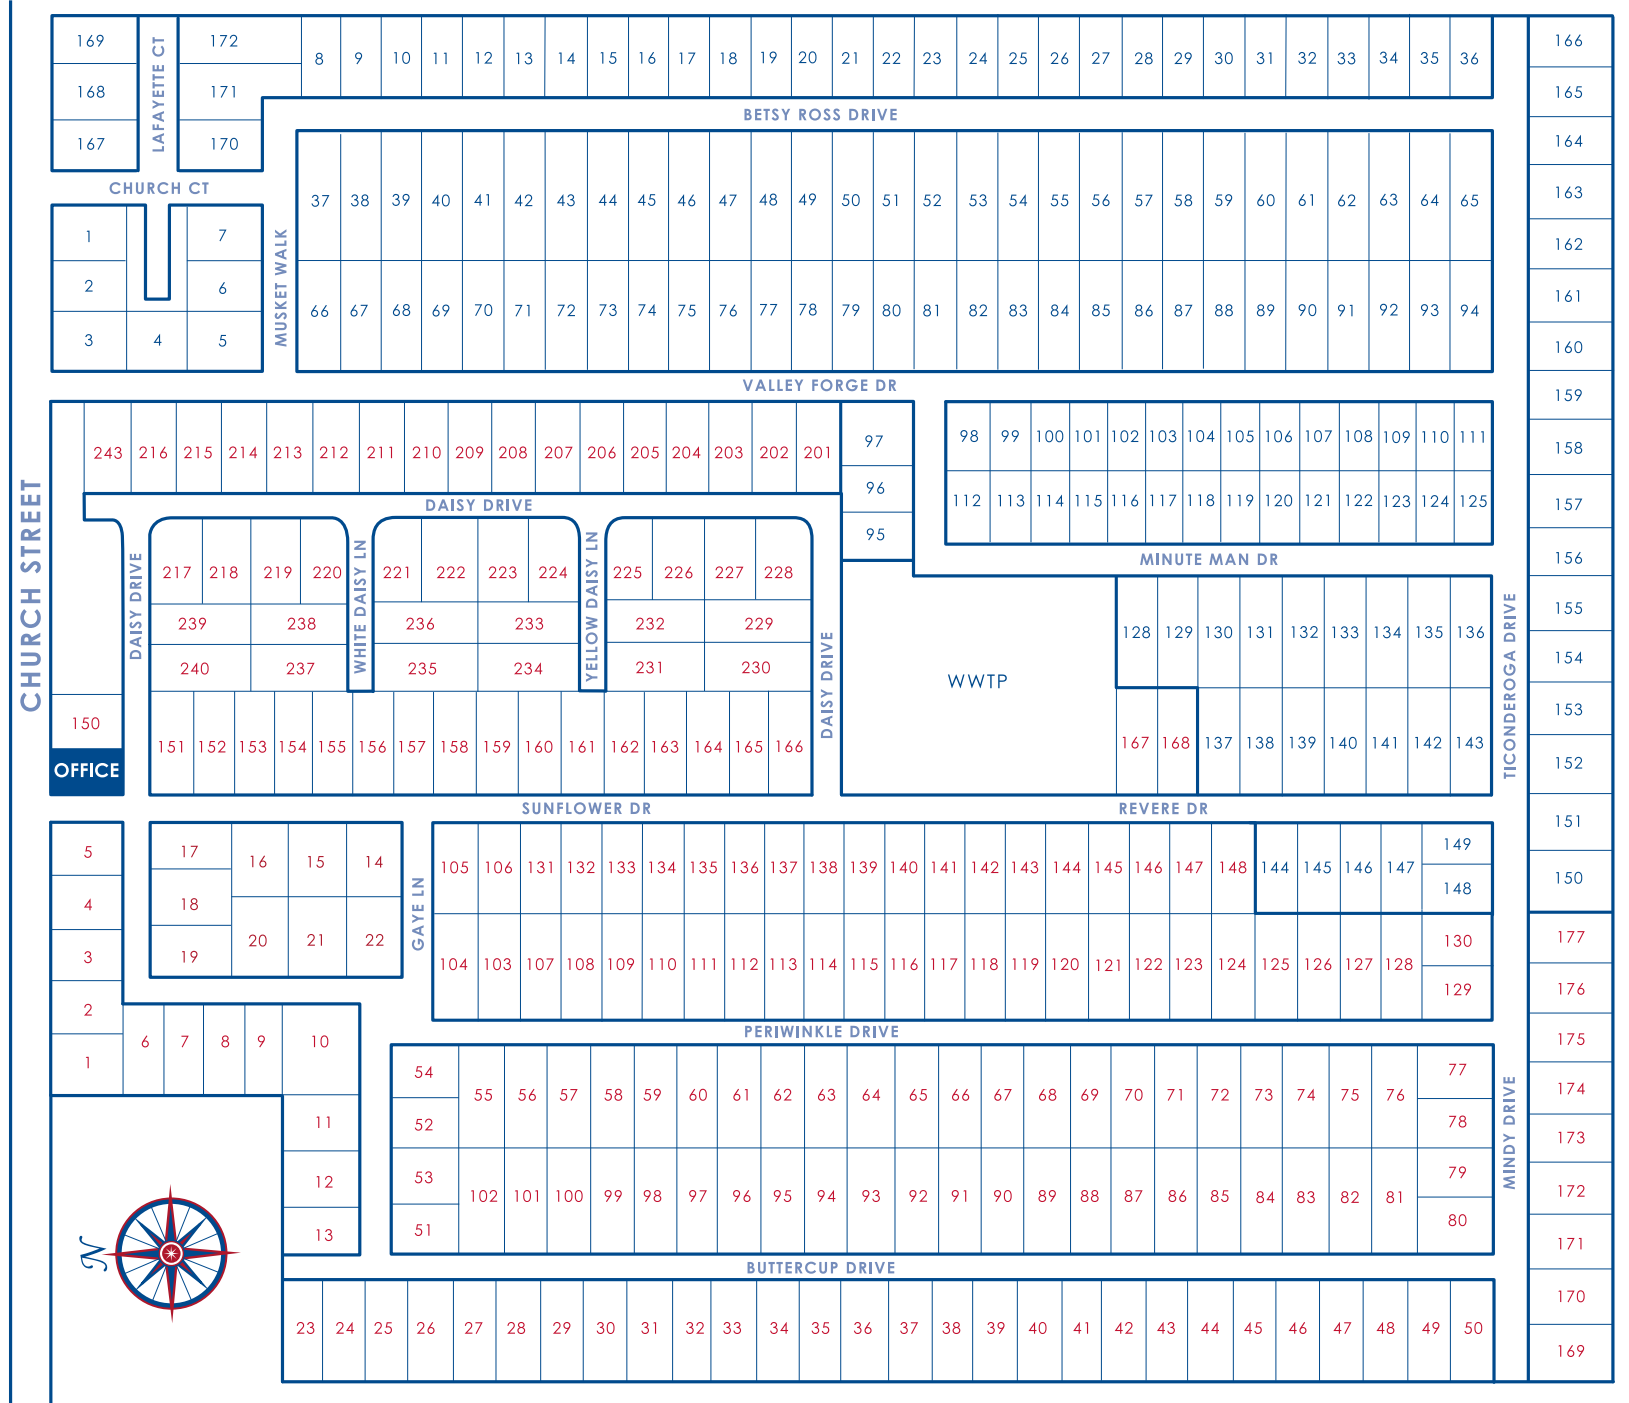 169 LAFAYETTE CT 172 8 9 10 11 12 13 14 15 16 17 18 19 20 21 22 23 24 25 26 27 28 29 30 31 32 33 34 35 36 166
168 171 165
167 170 164
BETSY ROSS DRIVE
CHURCH CT
37 38 39 40 41 42 43 44 45 46 47 48 49 50 51 52 53 54 55 56 57 58 59 60 61 62 63 64 65 163
1 7 162
2 6 161
MUSKET WALK
66 67 68 69 70 71 72 73 74 75 76 77 78 79 80 81 82 83 84 85 86 87 88 89 90 91 92 93 94
3 4 5 160
VALLEY FORGE DR
159
243 216 215 214 213 212 211 210 209 208 207 206 205 204 203 202 201
97 98 99 100 101 102 103 104 105 106 107 108 109 110 111 158
96 112 113 114 115 116 117 118 119 120 121 122 123 124 125 157
95
DAISY DRIVE
CHURCH STREET
MINUTE MAN DR
156
DAISY DRIVE
217 218 219 220
WHITE DAISY LN
221 222 223 224
YELLOW DAISY LN
225 226 227 228
155
239 238 236 233 232 229
240 237 235 234 231 230
DAISY DRIVE
WWTP
128 129 130 131 132 133 134 135 136
TICONDEROGA DRIVE
154
153
150
OFFICE
151 152 153 154 155 156 157 158 159 160 161 162 163 164 165 166
167 168 137 138 139 140 141 142 143 152
SUNFLOWER DR
REVERE DR
151
5 17 16 15 14
4 18
3 19 20 21 22
GAYE LN
105 106 131 132 133 134 135 136 137 138 139 140 141 142 143 144 145 146 147 148 144 145 146 147 149
148 150
104 103 107 108 109 110 111 112 113 114 115 116 117 118 119 120 121 122 123 124 125 126 127 128 130 177
129 176
PERIWINKLE DRIVE
175
2
1 6 7 8 9 10
11
12
13
54 55 56 57 58 59 60 61 62 63 64 65 66 67 68 69 70 71 72 73 74 75 76 77 174
52 78 173
MINDY DRIVE
53 102 101 100 99 98 97 96 95 94 93 92 91 90 89 88 87 86 85 84 83 82 81 79 172
51 80 171
N
BUTTERCUP DRIVE
170
23 24 25 26 27 28 29 30 31 32 33 34 35 36 37 38 39 40 41 42 43 44 45 46 47 48 49 50 169